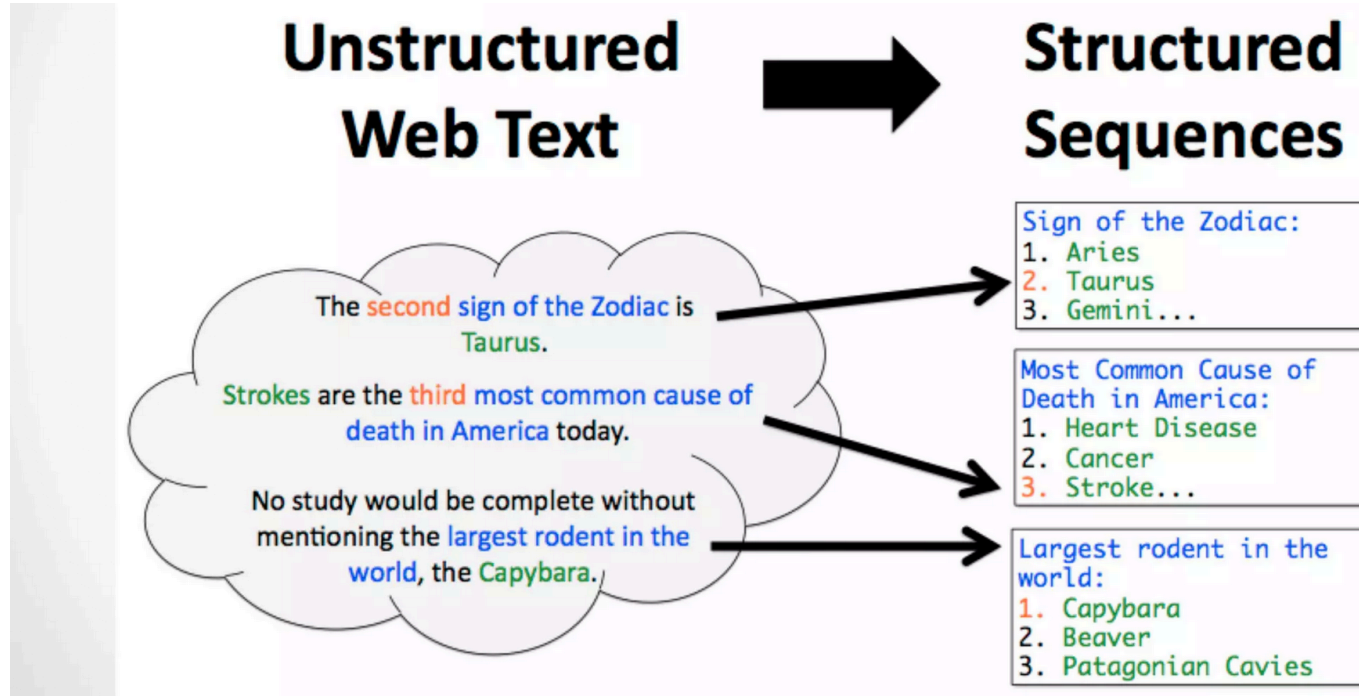 Unstructured
Web Text
Structured
Sequences
The second sign of the Zodiac is
Taurus.
Strokes are the third most common cause of
death in America today.
No study would be complete without
mentioning the largest rodent in the
world, the Capybara.
Sign of the Zodiac:
1. Aries
2. Taurus
3. Gemini...
Most Common Cause of
Death in America:
1. Heart Disease
2. Cancer
3. Stroke...
Largest rodent in the
world:
1. Capybara
2. Beaver
3. Patagonian Cavies